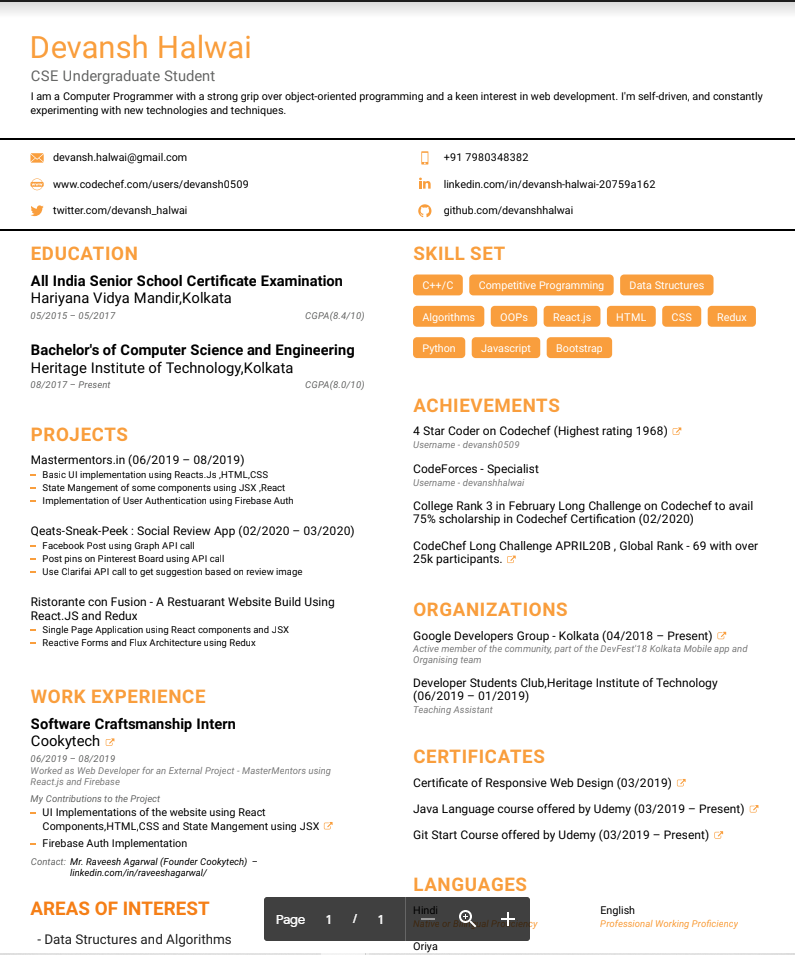 Devansh Halwai
CSE Undergraduate Student
I am a Computer Programmer with a strong grip over object-oriented programming and a keen interest in web development. I'm self-driven, and constantly
experimenting with new technologies and techniques.
devansh.halwai@gmail.com
+91 7980348382
www.codechef.com/users/devansh0509
linkedin.com/in/devansh-halwai-20759a162
twitter.com/devansh_halwai
github.com/devanshhalwai
EDUCATION
All India Senior School Certificate Examination
Hariyana Vidya Mandir,Kolkata
05/2015 – 05/2017 CGPA(8.4/10)
Bachelor's of Computer Science and Engineering
Heritage Institute of Technology,Kolkata
08/2017 – Present CGPA(8.0/10)
PROJECTS
Mastermentors.in (06/2019 – 08/2019)
Basic UI implementation using Reacts.Js ,HTML,CSS
State Mangement of some components using JSX ,React
Implementation of User Authentication using Firebase Auth
Qeats-Sneak-Peek : Social Review App (02/2020 – 03/2020)
Facebook Post using Graph API call
Post pins on Pinterest Board using API call
Use Clarifai API call to get suggestion based on review image
Ristorante con Fusion - A Restuarant Website Build Using
React.JS and Redux
Single Page Application using React components and JSX
Reactive Forms and Flux Architecture using Redux
WORK EXPERIENCE
Software Craftsmanship Intern
Cookytech
06/2019 – 08/2019
Worked as Web Developer for an External Project - MasterMentors using
React.js and Firebase
My Contributions to the Project
UI Implementations of the website using React
Components,HTML,CSS and State Mangement using JSX
Firebase Auth Implementation
Contact: Mr. Raveesh Agarwal (Founder Cookytech) –
linkedin.com/in/raveeshagarwal/
AREAS OF INTEREST
- Data Structures and Algorithms
SKILL SET
C++/C Competitive Programming Data Structures
Algorithms OOPs React.js HTML CSS Redux
Python Javascript Bootstrap
ACHIEVEMENTS
4 Star Coder on Codechef (Highest rating 1968)
Username - devansh0509
CodeForces - Specialist
Username - devanshhalwai
College Rank 3 in February Long Challenge on Codechef to avail
75% scholarship in Codechef Certification (02/2020)
CodeChef Long Challenge APRIL20B , Global Rank - 69 with over
25k participants.
ORGANIZATIONS
Google Developers Group - Kolkata (04/2018 – Present)
Active member of the community, part of the DevFest'18 Kolkata Mobile app and
Organising team
Developer Students Club,Heritage Institute of Technology
(06/2019 – 01/2019)
Teaching Assistant
CERTIFICATES
Certificate of Responsive Web Design (03/2019)
Java Language course offered by Udemy (03/2019 – Present)
Git Start Course offered by Udemy (03/2019 – Present)
LANGUAGES
Hindi
Native or Bilingual Proficiency
English
Professional Working Proficiency
Oriya
Page 1 / 1